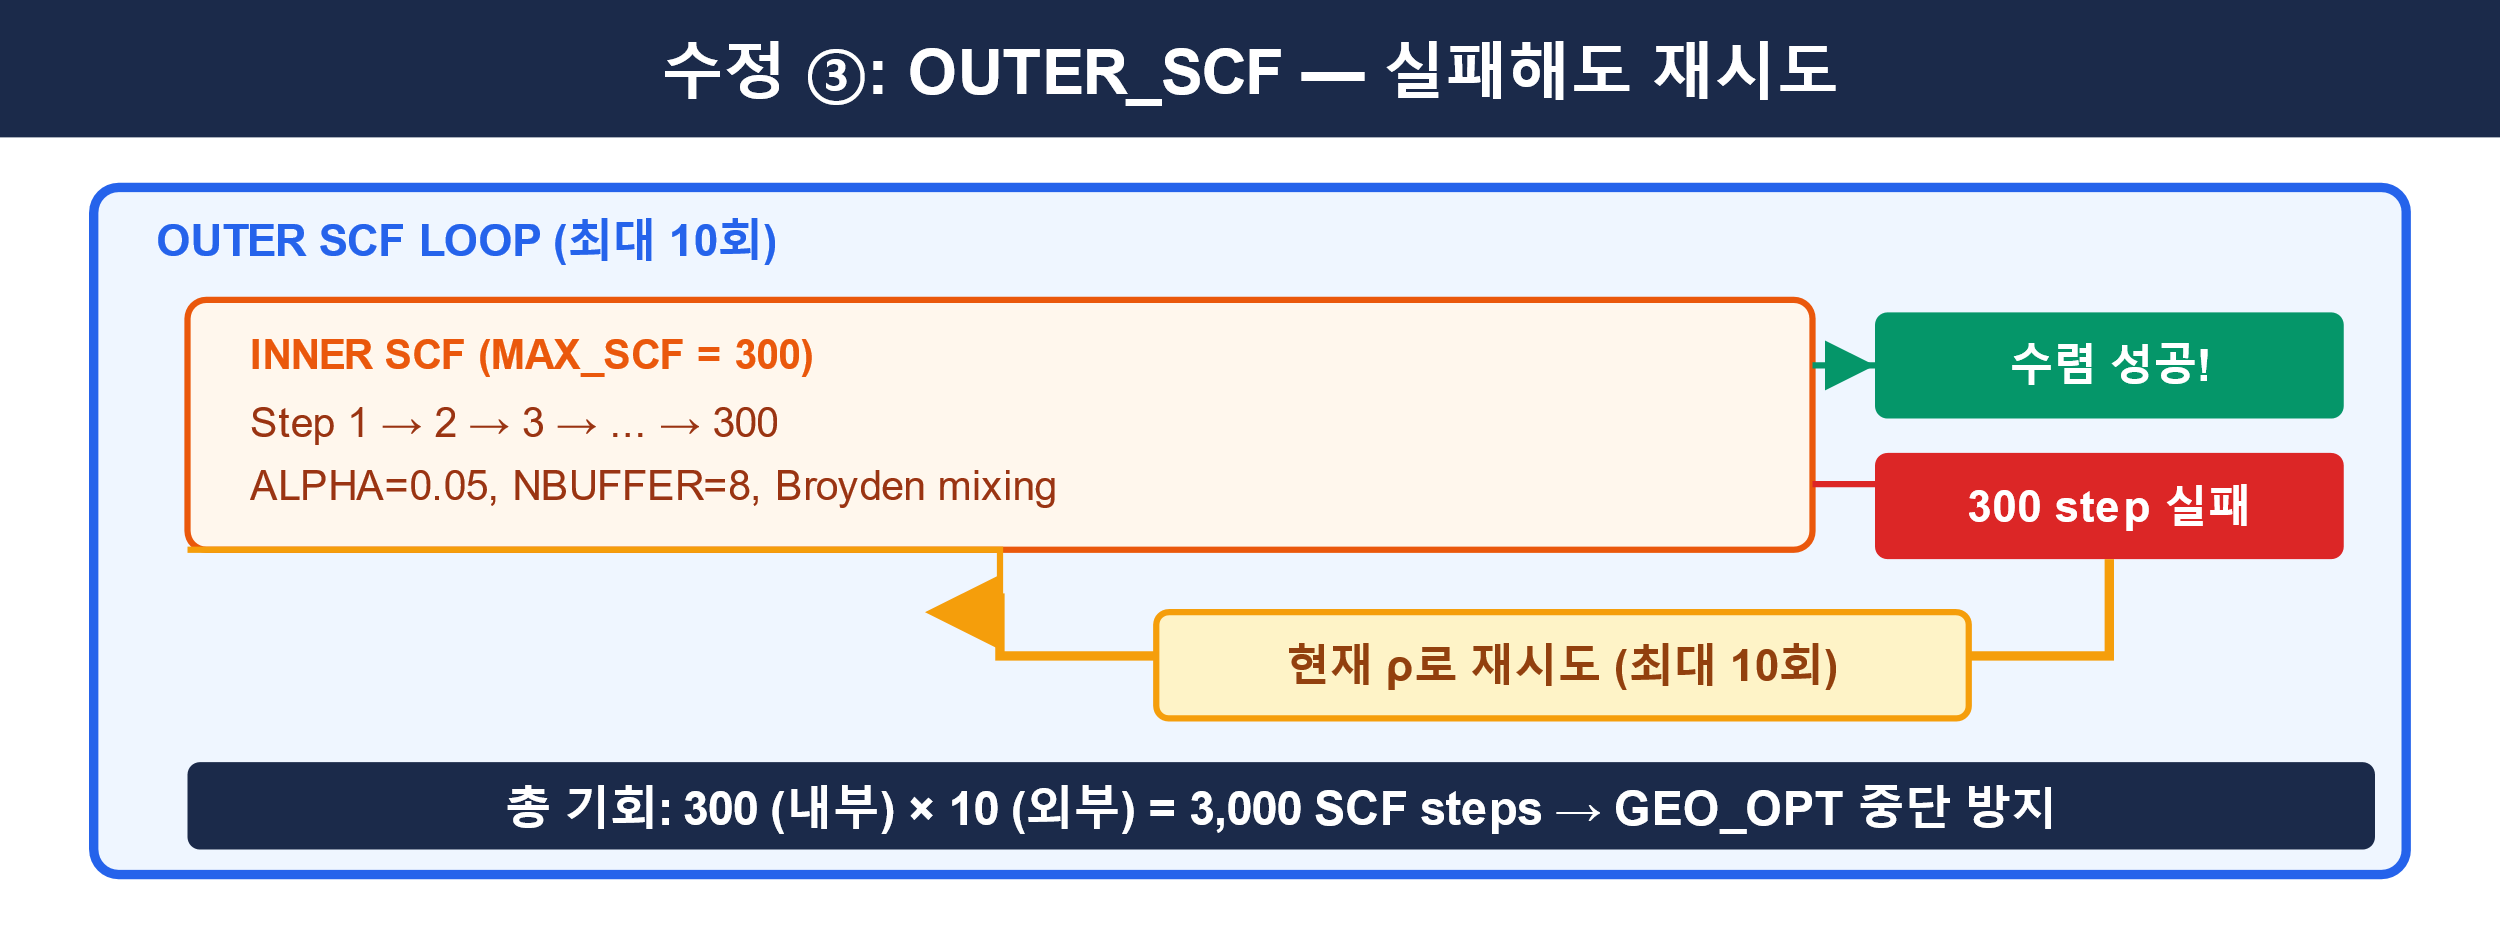 수정 ③: OUTER_SCF — 실패해도 재시도
OUTER SCF LOOP (최대 10회)
INNER SCF (MAX_SCF = 300)
Step 1 → 2 → 3 → ... → 300
ALPHA=0.05, NBUFFER=8, Broyden mixing
수렴 성공!
300 step 실패
현재 ρ로 재시도 (최대 10회)
총 기회: 300 (내부) × 10 (외부) = 3,000 SCF steps → GEO_OPT 중단 방지